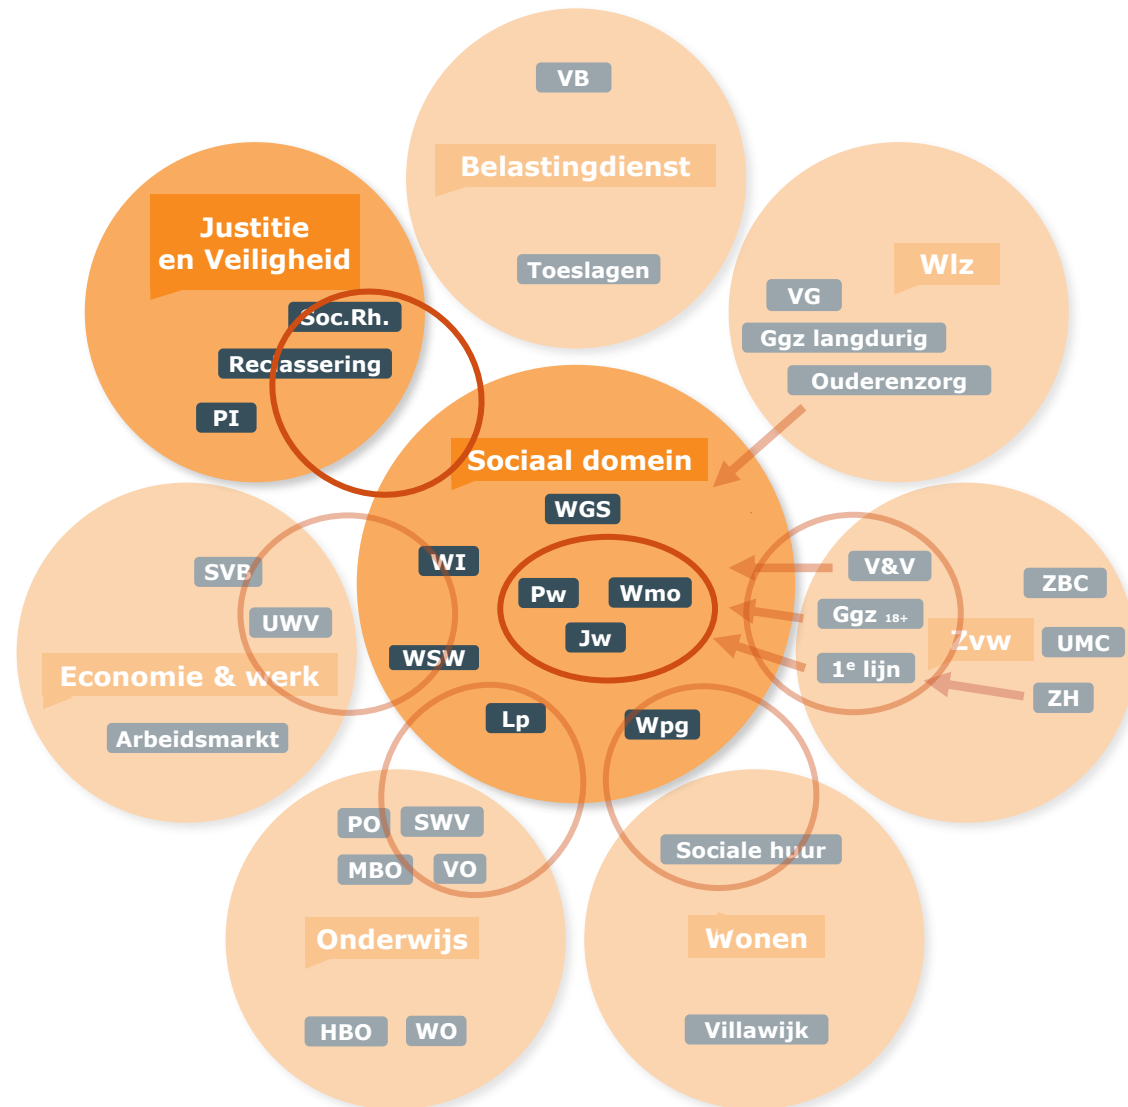 VB
Belastingdienst
Toeslagen
Justitie
en Veiligheid
Soc.Rh.
Reclassering
PI
Wlz
VG
Ggz langdurig
Ouderenzorg
Sociaal domein
WGS
WI
Pw
Wmo
Jw
WSW
Lp
Wpg
SVB
UWV
Economie & werk
Arbeidsmarkt
V&V
ZBC
Ggz 18+
Zvw
UMC
1e lijn
ZH
PO
SWV
MBO
VO
Onderwijs
HBO
WO
Sociale huur
Wonen
Villawijk